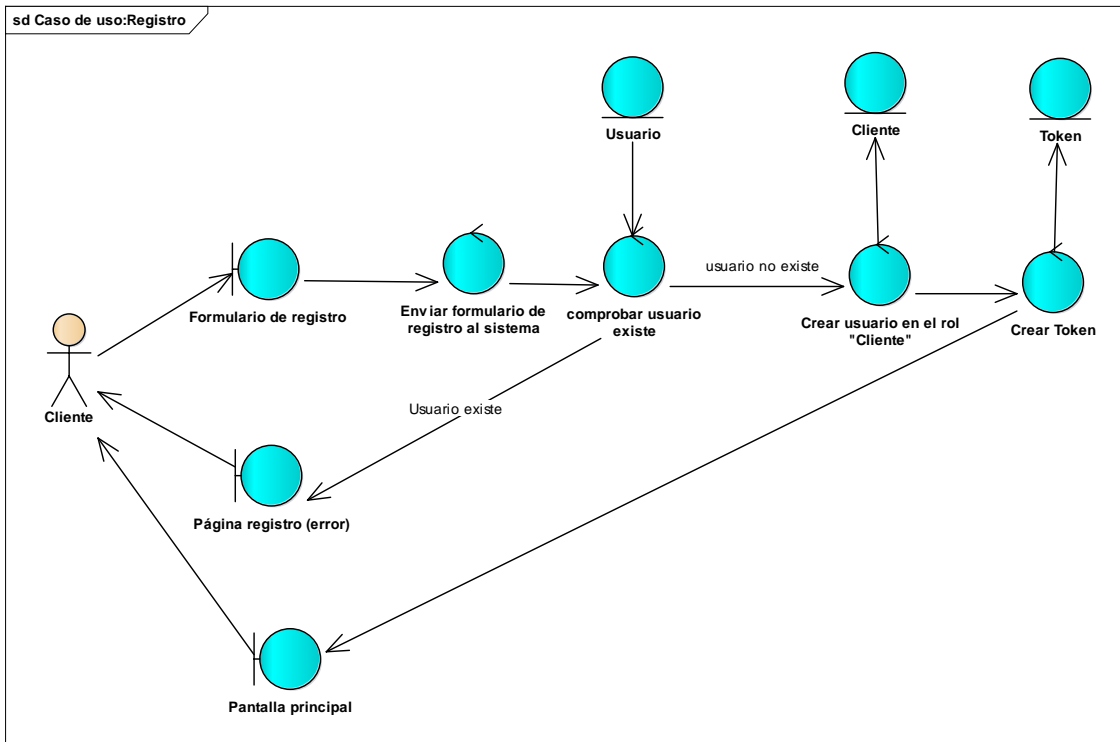 sd Caso de uso:Registro
Usuario
Cliente
Token
usuario no existe
Formulario de registro
Enviar formulario de
registro al sistema
comprobar usuario
existe
Crear usuario en el rol
"Cliente"
Crear Token
Cliente
Usuario existe
Página registro (error)
Pantalla principal